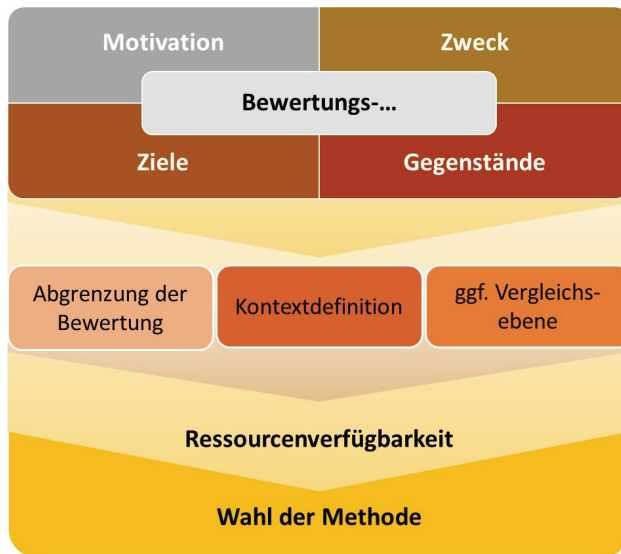 Motivation
Zweck
Bewertungs-...
Ziele
Gegenstände
Abgrenzung der
Bewertung
Kontextdefinition
ggf. Vergleichs-
ebene
Ressourcenverfügbarkeit
Wahl der Methode